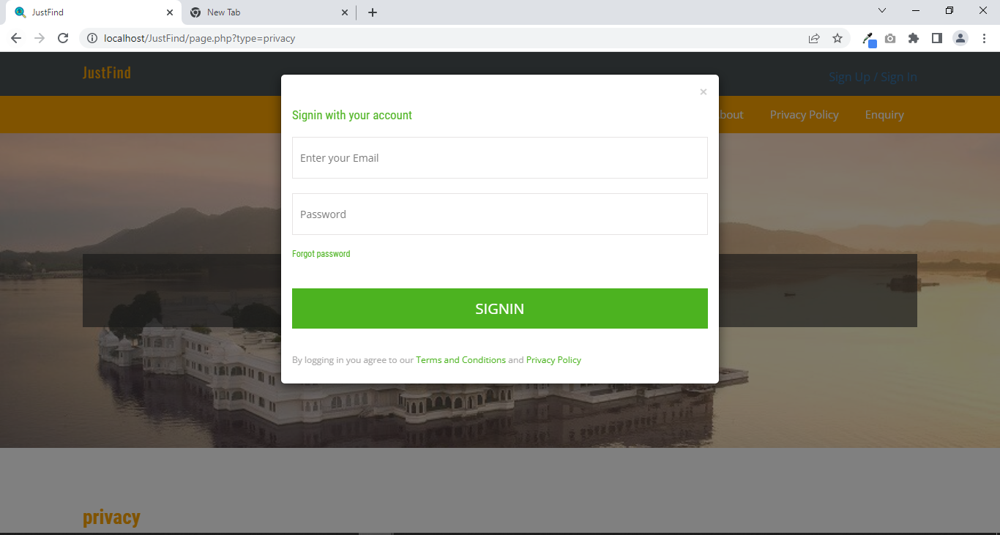 JustFind
New Tab
localhost/JustFind/page.php?type=privacy
JustFind
Sign Up / Sign In
bout
Privacy Policy
Enquiry
×
Signin with your account
Enter your Email
Password
Forgot password
SIGNIN
By logging in you agree to our Terms and Conditions and Privacy Policy
privacy